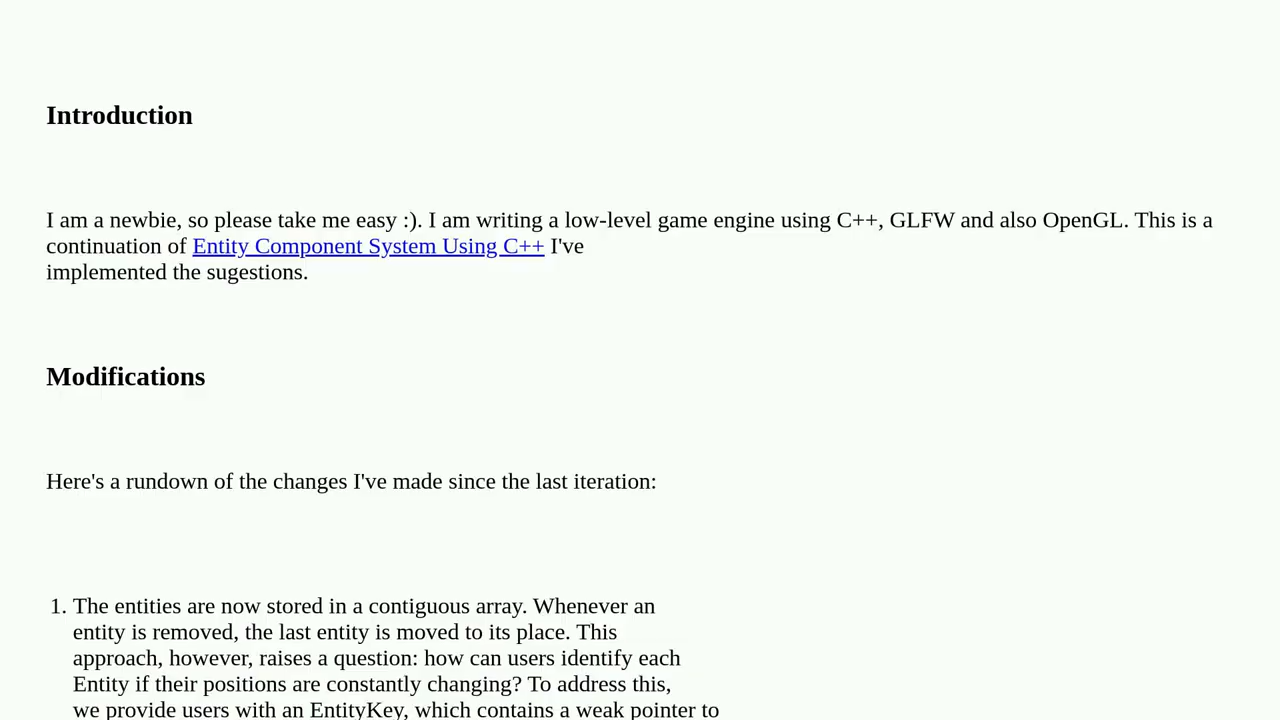 Introduction
I am a newbie, so please take me easy :). I am writing a low-level game engine using C++, GLFW and also OpenGL. This is a
continuation of Entity Component System Using C++ I've
implemented the sugestions.
Modifications
Here's a rundown of the changes I've made since the last iteration:
1. The entities are now stored in a contiguous array. Whenever an
entity is removed, the last entity is moved to its place. This
approach, however, raises a question: how can users identify each
Entity if their positions are constantly changing? To address this,
we provide users with an EntityKey, which contains a weak pointer to